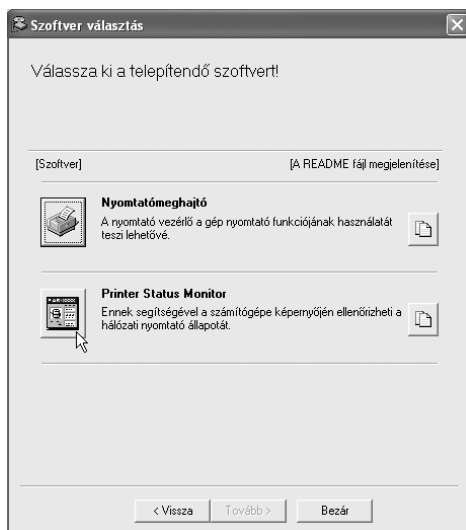 Szoftver választás
Válassza ki a telepítendő szoftvert!
[Szoftver] [A README fájl megjelenítése]
Nyomtatómeghajtó
A nyomtató vezérlő a gép nyomtató funkciójának használatát
teszi lehetővé.
Printer Status Monitor
Ennek segítségével a számítógépe képernyőjén ellenőrizheti a
hálózati nyomtató állapotát.
< Vissza Tovább > Bezár